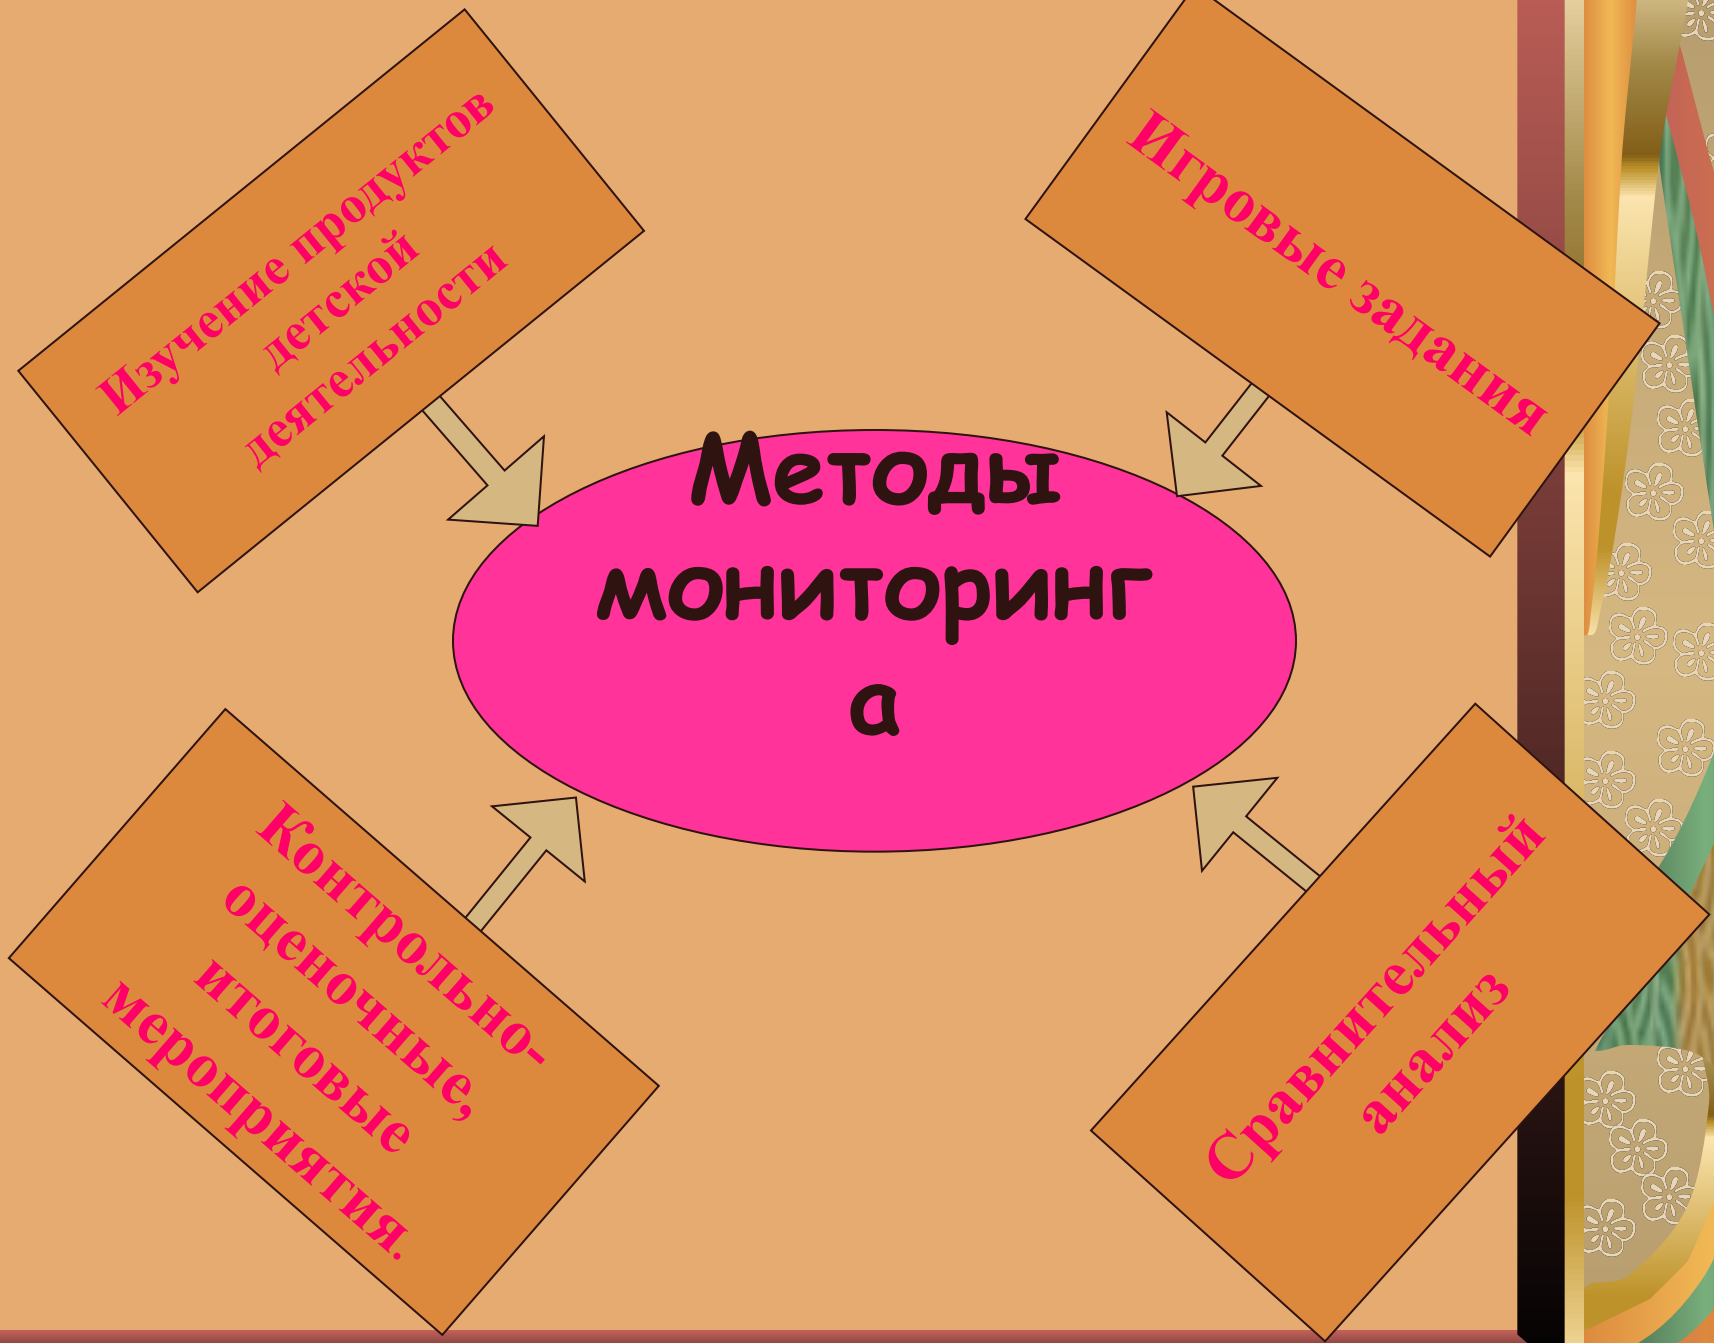 Изучение продуктов
детской
деятельности
Игровые задания
Методы
мониторинг
а
Контрольно-
оценочные,
итоговые
мероприятия.
Сравнительный
анализ